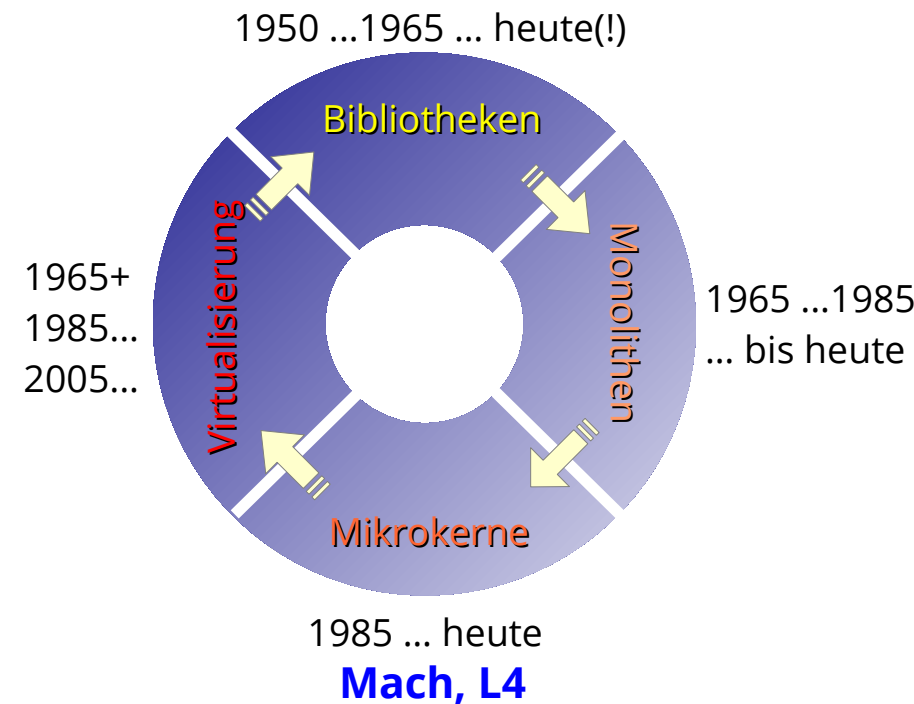 1950 ...1965 ... heute(!)
Bibliotheken
Virtualisierung
Monolithen
1965+
1985...
2005...
1965 ...1985
... bis heute
Mikrokerne
1985 ... heute
Mach, L4